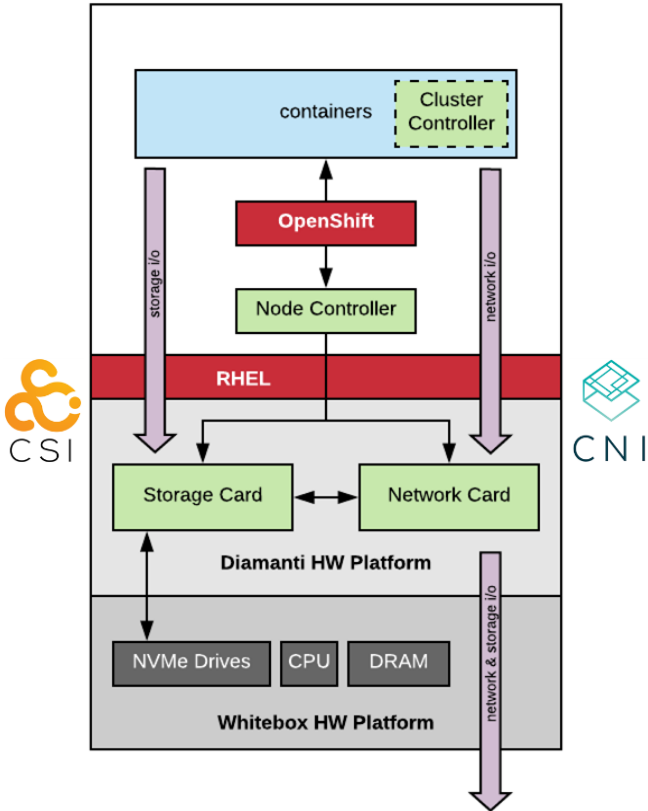 containers
Cluster
Controller
OpenShift
storage i/o
network i/o
Node Controller
RHEL
CSI
CNI
Storage Card
Network Card
Diamanti HW Platform
network & storage i/o
NVMe Drives
CPU
DRAM
Whitebox HW Platform